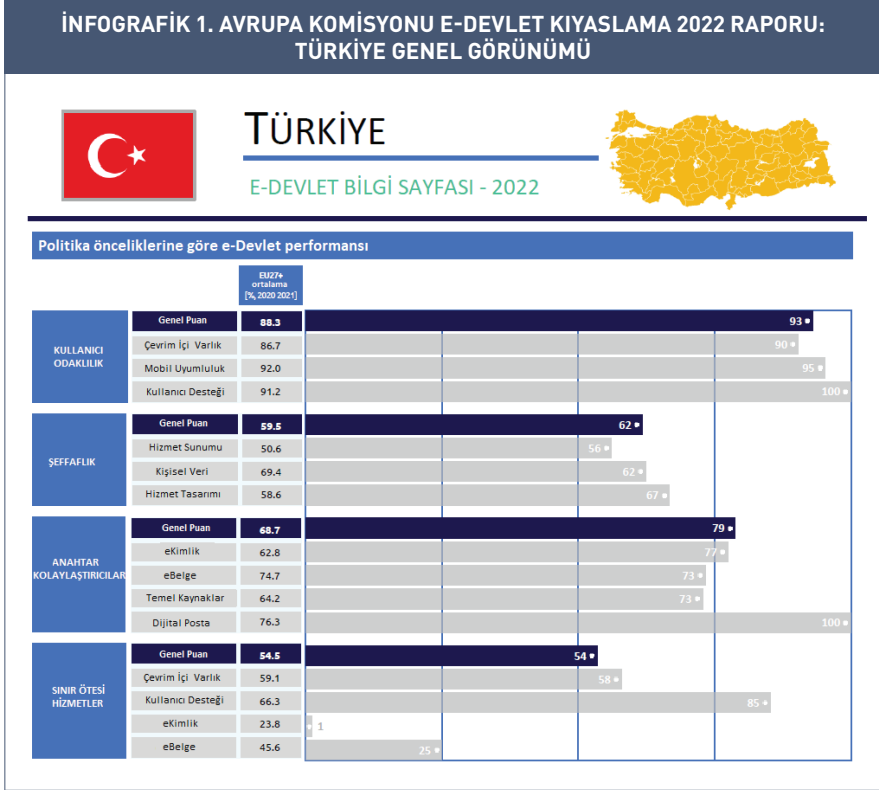 İNFOGRAFİK 1. AVRUPA KOMİSYONU E-DEVLET KIYASLAMA 2022 RAPORU:
TÜRKİYE GENEL GÖRÜNÜMÜ
TÜRKİYE
E-DEVLET BİLGİ SAYFASI - 2022
Politika önceliklerine göre e-Devlet performansı
EU27+
ortalama
[%, 2020 2021]
KULLANICI
ODAKLILIK
Genel Puan 88.3 93
Çevrim İçi Varlık 86.7 90
Mobil Uyumluluk 92.0 95
Kullanıcı Desteği 91.2 100
ŞEFFAFLIK
Genel Puan 59.5 62
Hizmet Sunumu 50.6 56
Kişisel Veri 69.4 62
Hizmet Tasarımı 58.6 67
ANAHTAR
KOLAYLAŞTIRICILAR
Genel Puan 68.7 79
eKimlik 62.8 77
eBelge 74.7 73
Temel Kaynaklar 64.2 73
Dijital Posta 76.3 100
SINIR ÖTESİ
HİZMETLER
Genel Puan 54.5 54
Çevrim İçi Varlık 59.1 58
Kullanıcı Desteği 66.3 85
eKimlik 23.8 1
eBelge 45.6 25